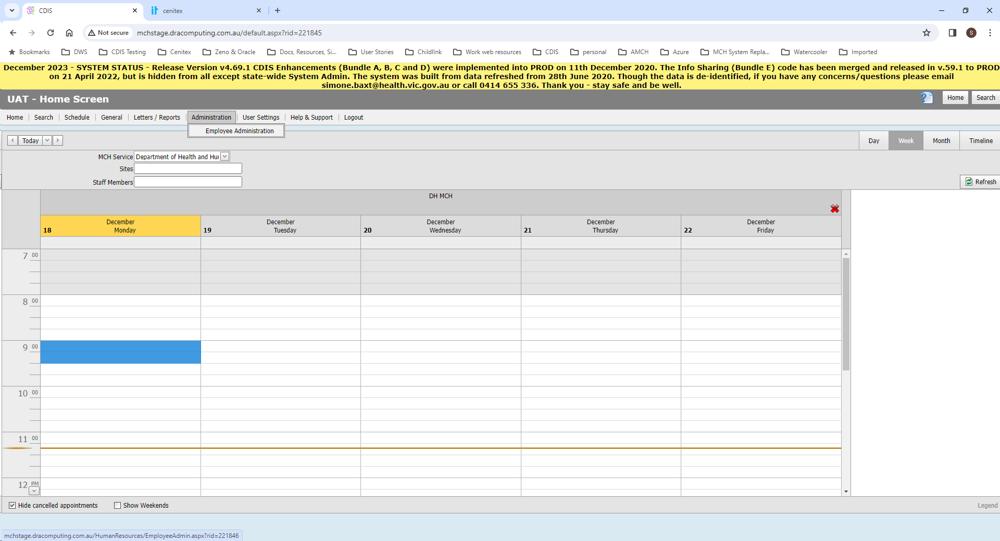 CDIS
cenitex
Not secure mchstage.dracomputing.com.au/default.aspx?rid=221845 S
Bookmarks DWS CDIS Testing Cenitex Zeno & Oracle Docs, Resources, Si... User Stories ChildlInk Work web resources CDIS personal AMCH Azure MCH System Repla... Watercooler Imported
December 2023 - SYSTEM STATUS - Release Version v4.69.1 CDIS Enhancements (Bundle A, B, C and D) were implemented into PROD on 11th December 2020. The Info Sharing (Bundle E) code has been merged and released in v.59.1 to PROD
on 21 April 2022, but is hidden from all except state-wide System Admin. The system was built from data refreshed from 28th June 2020. Though the data is de-identified, if you have any concerns/questions please email
simone.baxt@health.vic.gov.au or call 0414 655 336. Thank you - stay safe and be well.
UAT - Home Screen Home Search
Home Search Schedule General Letters / Reports Administration User Settings Help & Support Logout
Employee Administration
Today Day Week Month Timeline
MCH Service Department of Health and Hu
Sites
Staff Members Refresh
DH MCH
December December December December December
18 Monday 19 Tuesday 20 Wednesday 21 Thursday 22 Friday
7 00
8 00
9 00
10 00
11 00
12 PM
Hide cancelled appointments Show Weekends Legend
mchstage.dracomputing.com.au/HumanResources/EmployeeAdmin.aspx?rid=221846